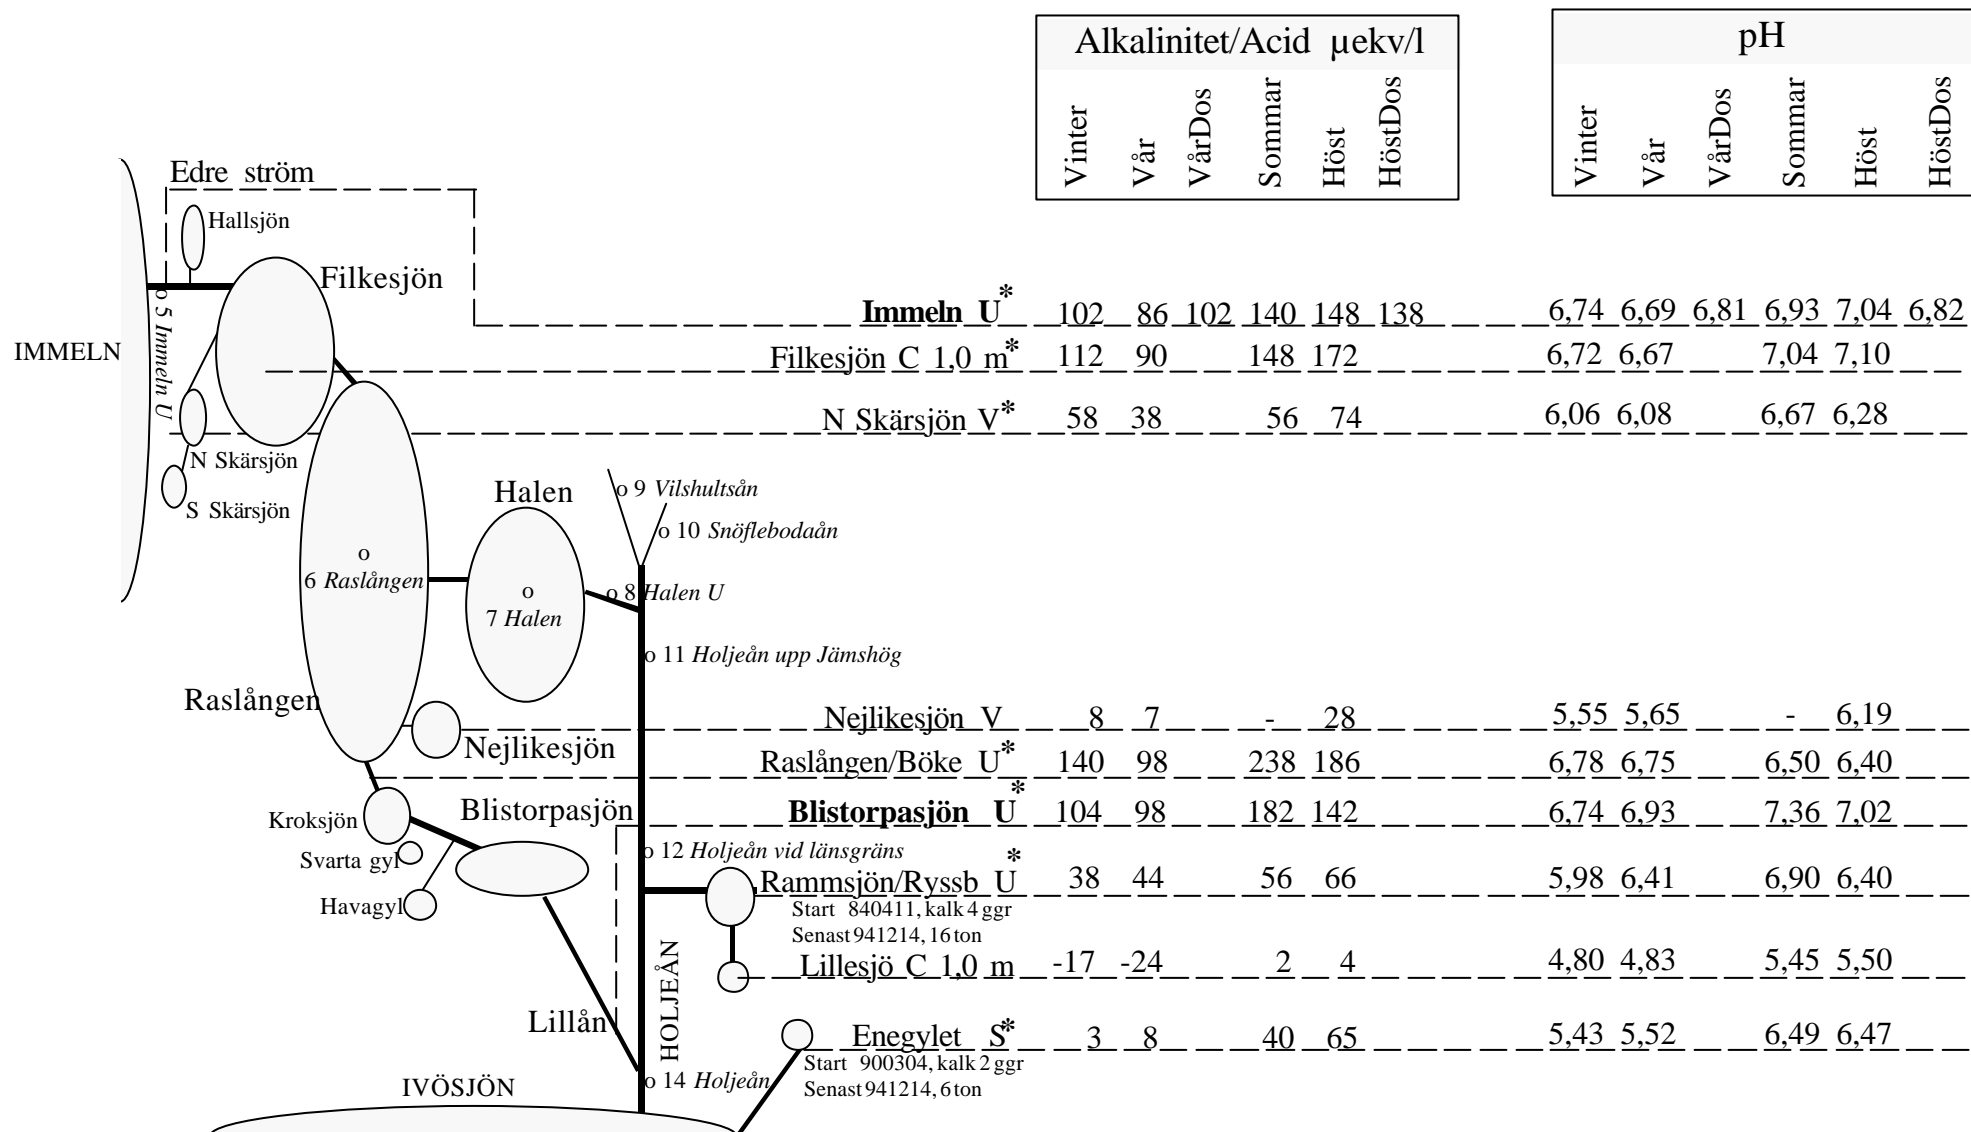 Alkalinitet/Acid µekv/l
pH
Vinter Vår VårDos Sommar Höst HöstDos
Vinter Vår VårDos Sommar Höst HöstDos
Edre ström
Hallsjön
Filkesjön
o 5 Immeln U
IMMELN
Immeln U* 102 86 102 140 148 138 6,74 6,69 6,81 6,93 7,04 6,82
Filkesjön C 1,0 m* 112 90 148 172 6,72 6,67 7,04 7,10
N Skärsjön V* 58 38 56 74 6,06 6,08 6,67 6,28
N Skärsjön
S Skärsjön
Halen
o 9 Vilshultsån
o 10 Snöflebodaån
o
6 Raslången
o
7 Halen
o 8 Halen U
o 11 Holjeån upp Jämshög
Raslången
Nejlikesjön
Nejlikesjön V 8 7 - 28 5,55 5,65 - 6,19
Raslången/Böke U* 140 98 238 186 6,78 6,75 6,50 6,40
Kroksjön
Blistorpasjön
Blistorpasjön U* 104 98 182 142 6,74 6,93 7,36 7,02
Svarta gyl
o 12 Holjeån vid länsgräns
Havagyl
Rammsjön/Ryssb U* 38 44 56 66 5,98 6,41 6,90 6,40
Start 840411, kalk 4 ggr
Senast 941214, 16 ton
Lillesjö C 1,0 m -17 -24 2 4 4,80 4,83 5,45 5,50
HOLJEÅN
Lillån
Enegylet S* 3 8 40 65 5,43 5,52 6,49 6,47
Start 900304, kalk 2 ggr
Senast 941214, 6 ton
o 14 Holjeån
IVÖSJÖN